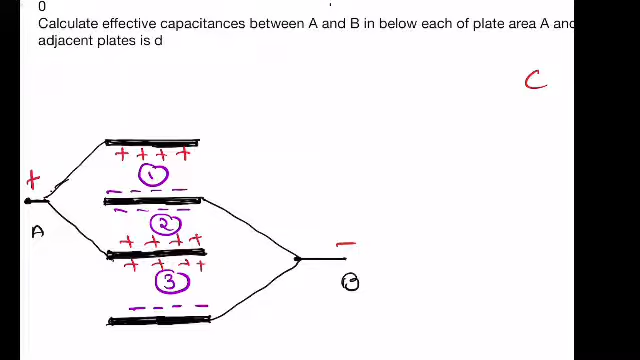 0
Calculate effective capacitances between A and B in below each of plate area A and
adjacent plates is d
C
+ + + +
+
1
- - - -
- - - -
A
2
+ + + +
-
+ + + +
3
B
- - - -